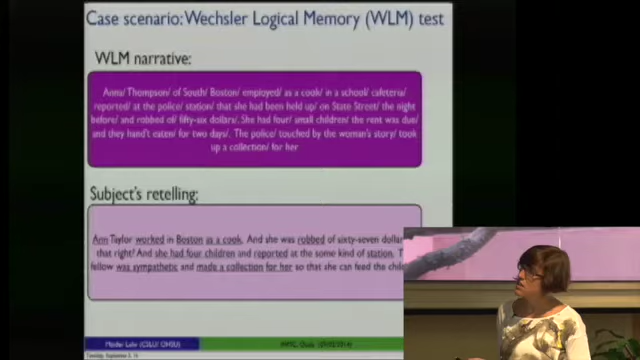 Case scenario: Wechsler Logical Memory (WLM) test
WLM narrative:
Anna/ Thompson/ of South/ Boston/ employed/ as a cook/ in a school/ cafeteria/
reported/ at the police/ station/ that she had been held up/ on State Street/ the night
before/ and robbed of/ fifty-six dollars/. She had four/ small children/ the rent was due/
and they hand't eaten/ for two days/. The police/ touched by the woman's story/ took
up a collection/ for her
Subject's retelling:
Ann Taylor worked in Boston as a cook. And she was robbed of sixty-seven dollar
that right? And she had four children and reported at the some kind of station. T
fellow was sympathetic and made a collection for her so that she can feed the chile
(CSLU/ OHSU)